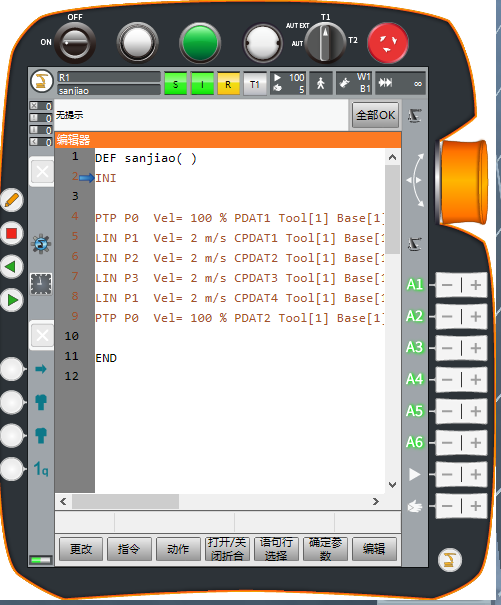 OFF
ON
T1
AUT EXT
AUT
T2
R1
sanjiao
S
I
R
T1
100
5
W1
B1
∞
0
0
0
0
无提示
全部OK
编辑器
1 DEF sanjiao( )
2 INI
3
4 PTP P0 Vel= 100 % PDAT1 Tool[1] Base[1]
5 LIN P1 Vel= 2 m/s CPDAT1 Tool[1] Base[1
6 LIN P2 Vel= 2 m/s CPDAT2 Tool[1] Base[1
7 LIN P3 Vel= 2 m/s CPDAT3 Tool[1] Base[1
8 LIN P1 Vel= 2 m/s CPDAT4 Tool[1] Base[1
9 PTP P0 Vel= 100 % PDAT2 Tool[1] Base[1]
10
11 END
12
A1 − | +
A2 − | +
A3 − | +
A4 − | +
A5 − | +
A6 − | +
− | +
− | +
1q
更改
指令
动作
打开/关
闭折合
语句行
选择
确定参
数
编辑